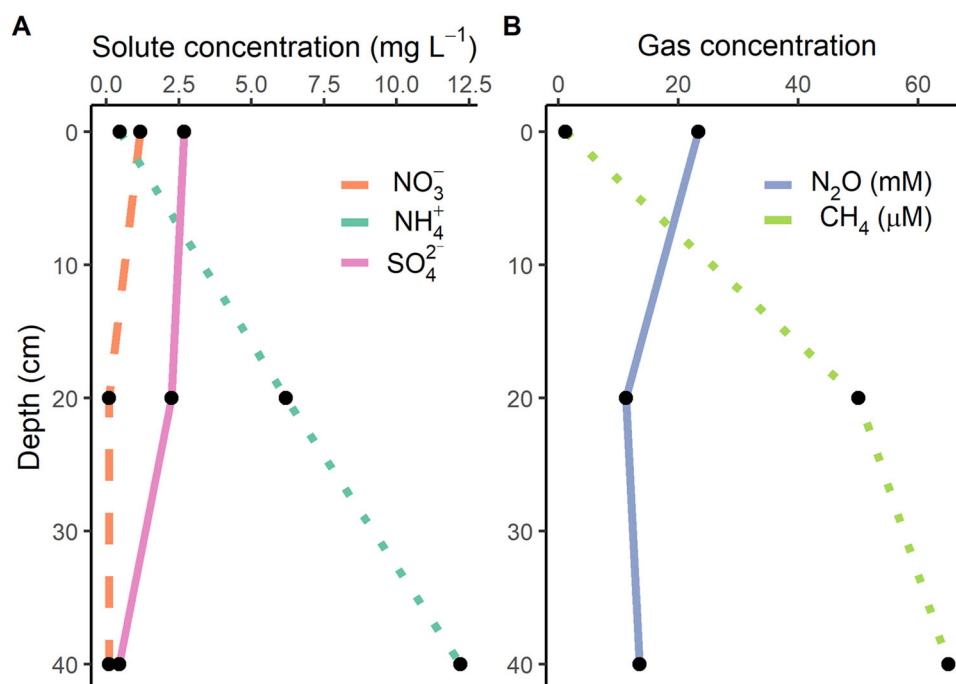 A
Solute concentration (mg L⁻¹)
0.0 2.5 5.0 7.5 10.0 12.5
0
10
20
30
40
Depth (cm)
NO₃⁻
NH₄⁺
SO₄²⁻
B
Gas concentration
0 20 40 60
0
10
20
30
40
N₂O (mM)
CH₄ (μM)